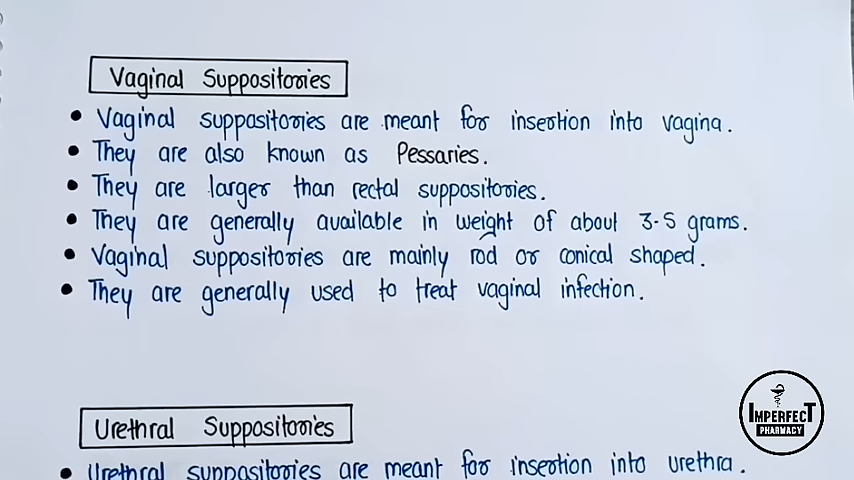 Vaginal Suppositories
• Vaginal suppositories are meant for insertion into vagina.
• They are also known as Pessaries.
• They are larger than rectal suppositories.
• They are generally available in weight of about 3-5 grams.
• Vaginal suppositories are mainly rod or conical shaped.
• They are generally used to treat vaginal infection.
IMPERFECT
PHARMACY
Urethral Suppositories
• Urethral suppositories are meant for insertion into urethra.